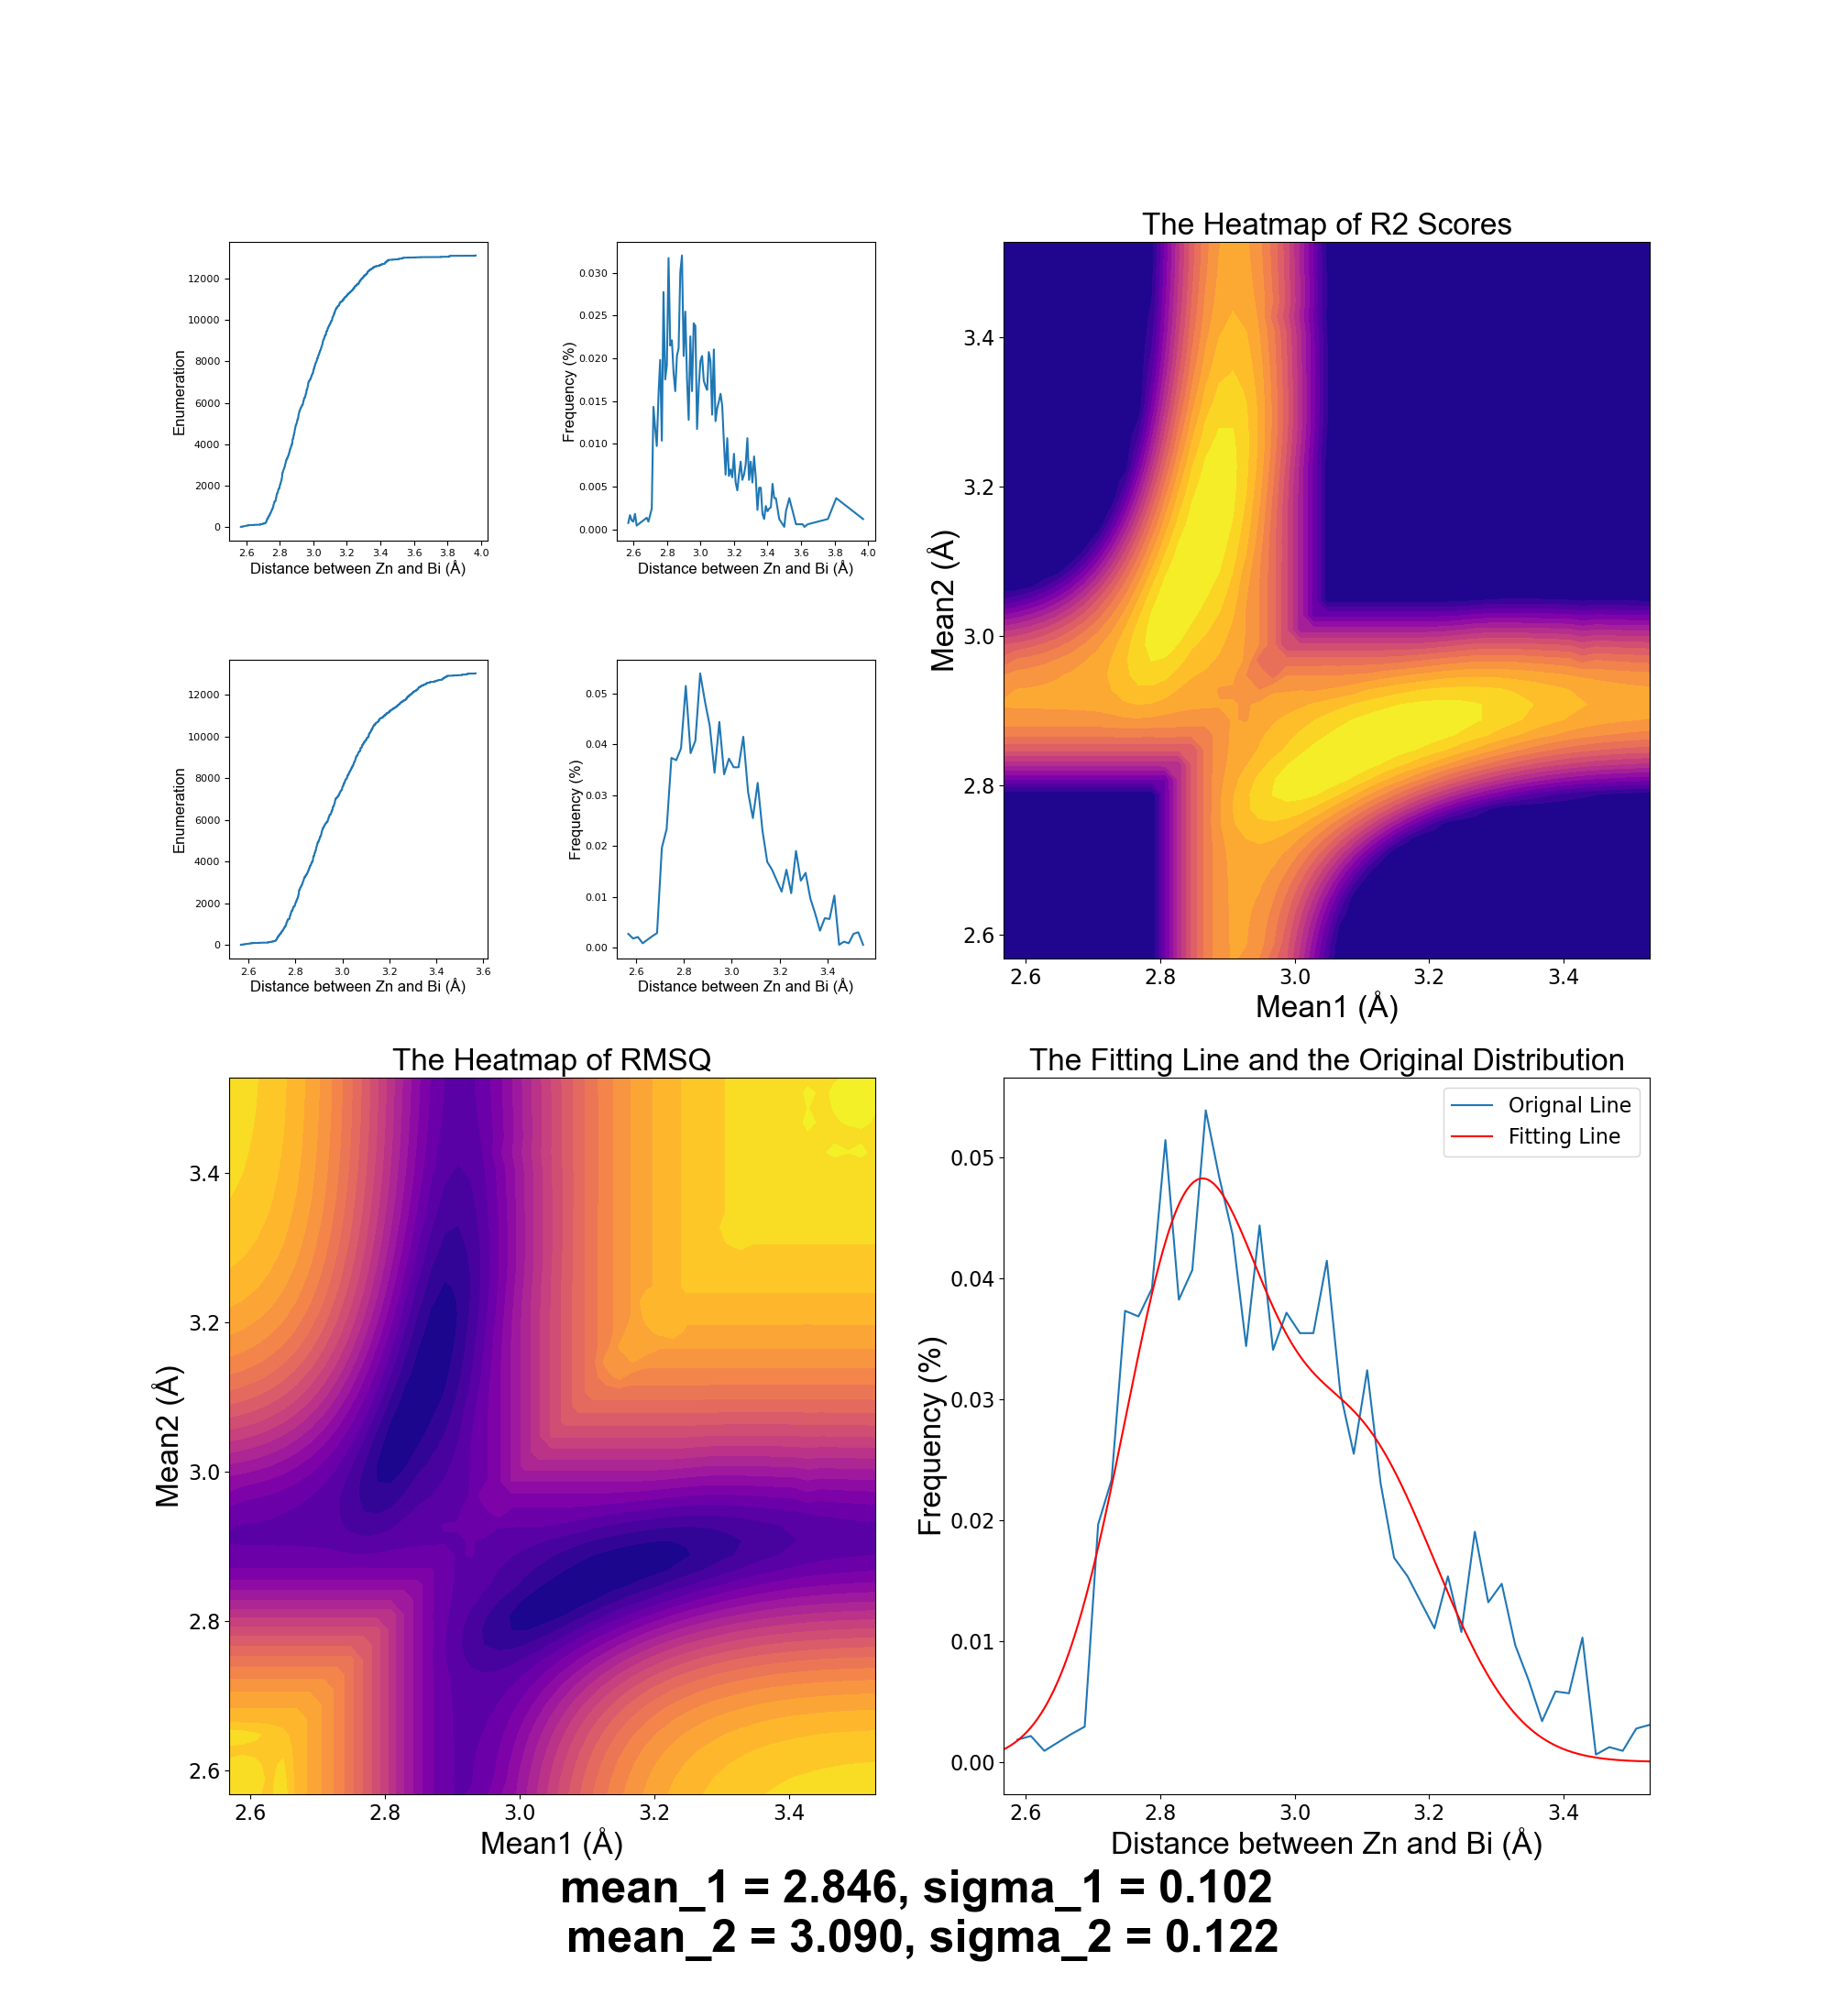 The Heatmap of R2 Scores
12000
10000
8000
6000
4000
2000
0
Enumeration
2.6 2.8 3.0 3.2 3.4 3.6 3.8 4.0
Distance between Zn and Bi (Å)
0.030
0.025
0.020
0.015
0.010
0.005
0.000
Frequency (%)
2.6 2.8 3.0 3.2 3.4 3.6 3.8 4.0
Distance between Zn and Bi (Å)
3.4
3.2
3.0
2.8
2.6
Mean2 (Å)
2.6 2.8 3.0 3.2 3.4
Mean1 (Å)
12000
10000
8000
6000
4000
2000
0
Enumeration
2.6 2.8 3.0 3.2 3.4 3.6
Distance between Zn and Bi (Å)
0.05
0.04
0.03
0.02
0.01
0.00
Frequency (%)
2.6 2.8 3.0 3.2 3.4
Distance between Zn and Bi (Å)
The Heatmap of RMSQ
3.4
3.2
3.0
2.8
2.6
Mean2 (Å)
2.6 2.8 3.0 3.2 3.4
Mean1 (Å)
The Fitting Line and the Original Distribution
Orignal Line
Fitting Line
0.05
0.04
0.03
0.02
0.01
0.00
Frequency (%)
2.6 2.8 3.0 3.2 3.4
Distance between Zn and Bi (Å)
mean_1 = 2.846, sigma_1 = 0.102
mean_2 = 3.090, sigma_2 = 0.122